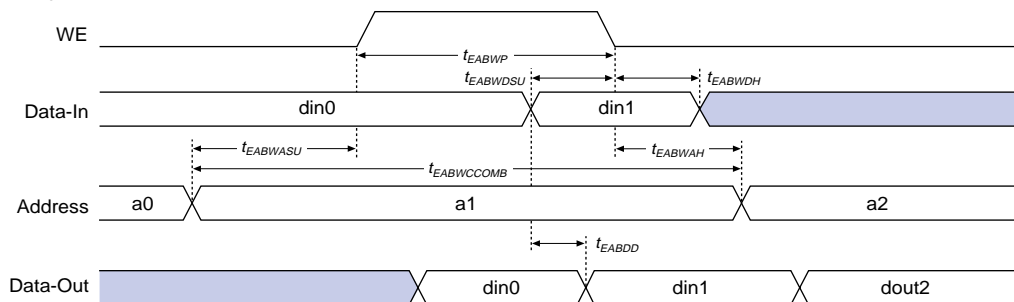 WE
tEABWP
tEABWDSU
tEABWDH
Data-In
din0
din1
tEABWASU
tEABWAH
tEABWCCOMB
Address
a0
a1
a2
tEABDD
Data-Out
din0
din1
dout2